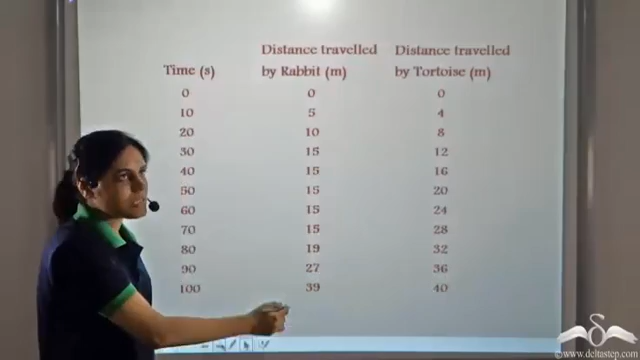 Distance travelled Distance travelled
Time (s) by Rabbit (m) by Tortoise (m)
0 0 0
10 5 4
20 10 8
30 15 12
40 15 16
50 15 20
60 15 24
70 15 28
80 19 32
90 27 36
100 39 40
©www.deltastep.com